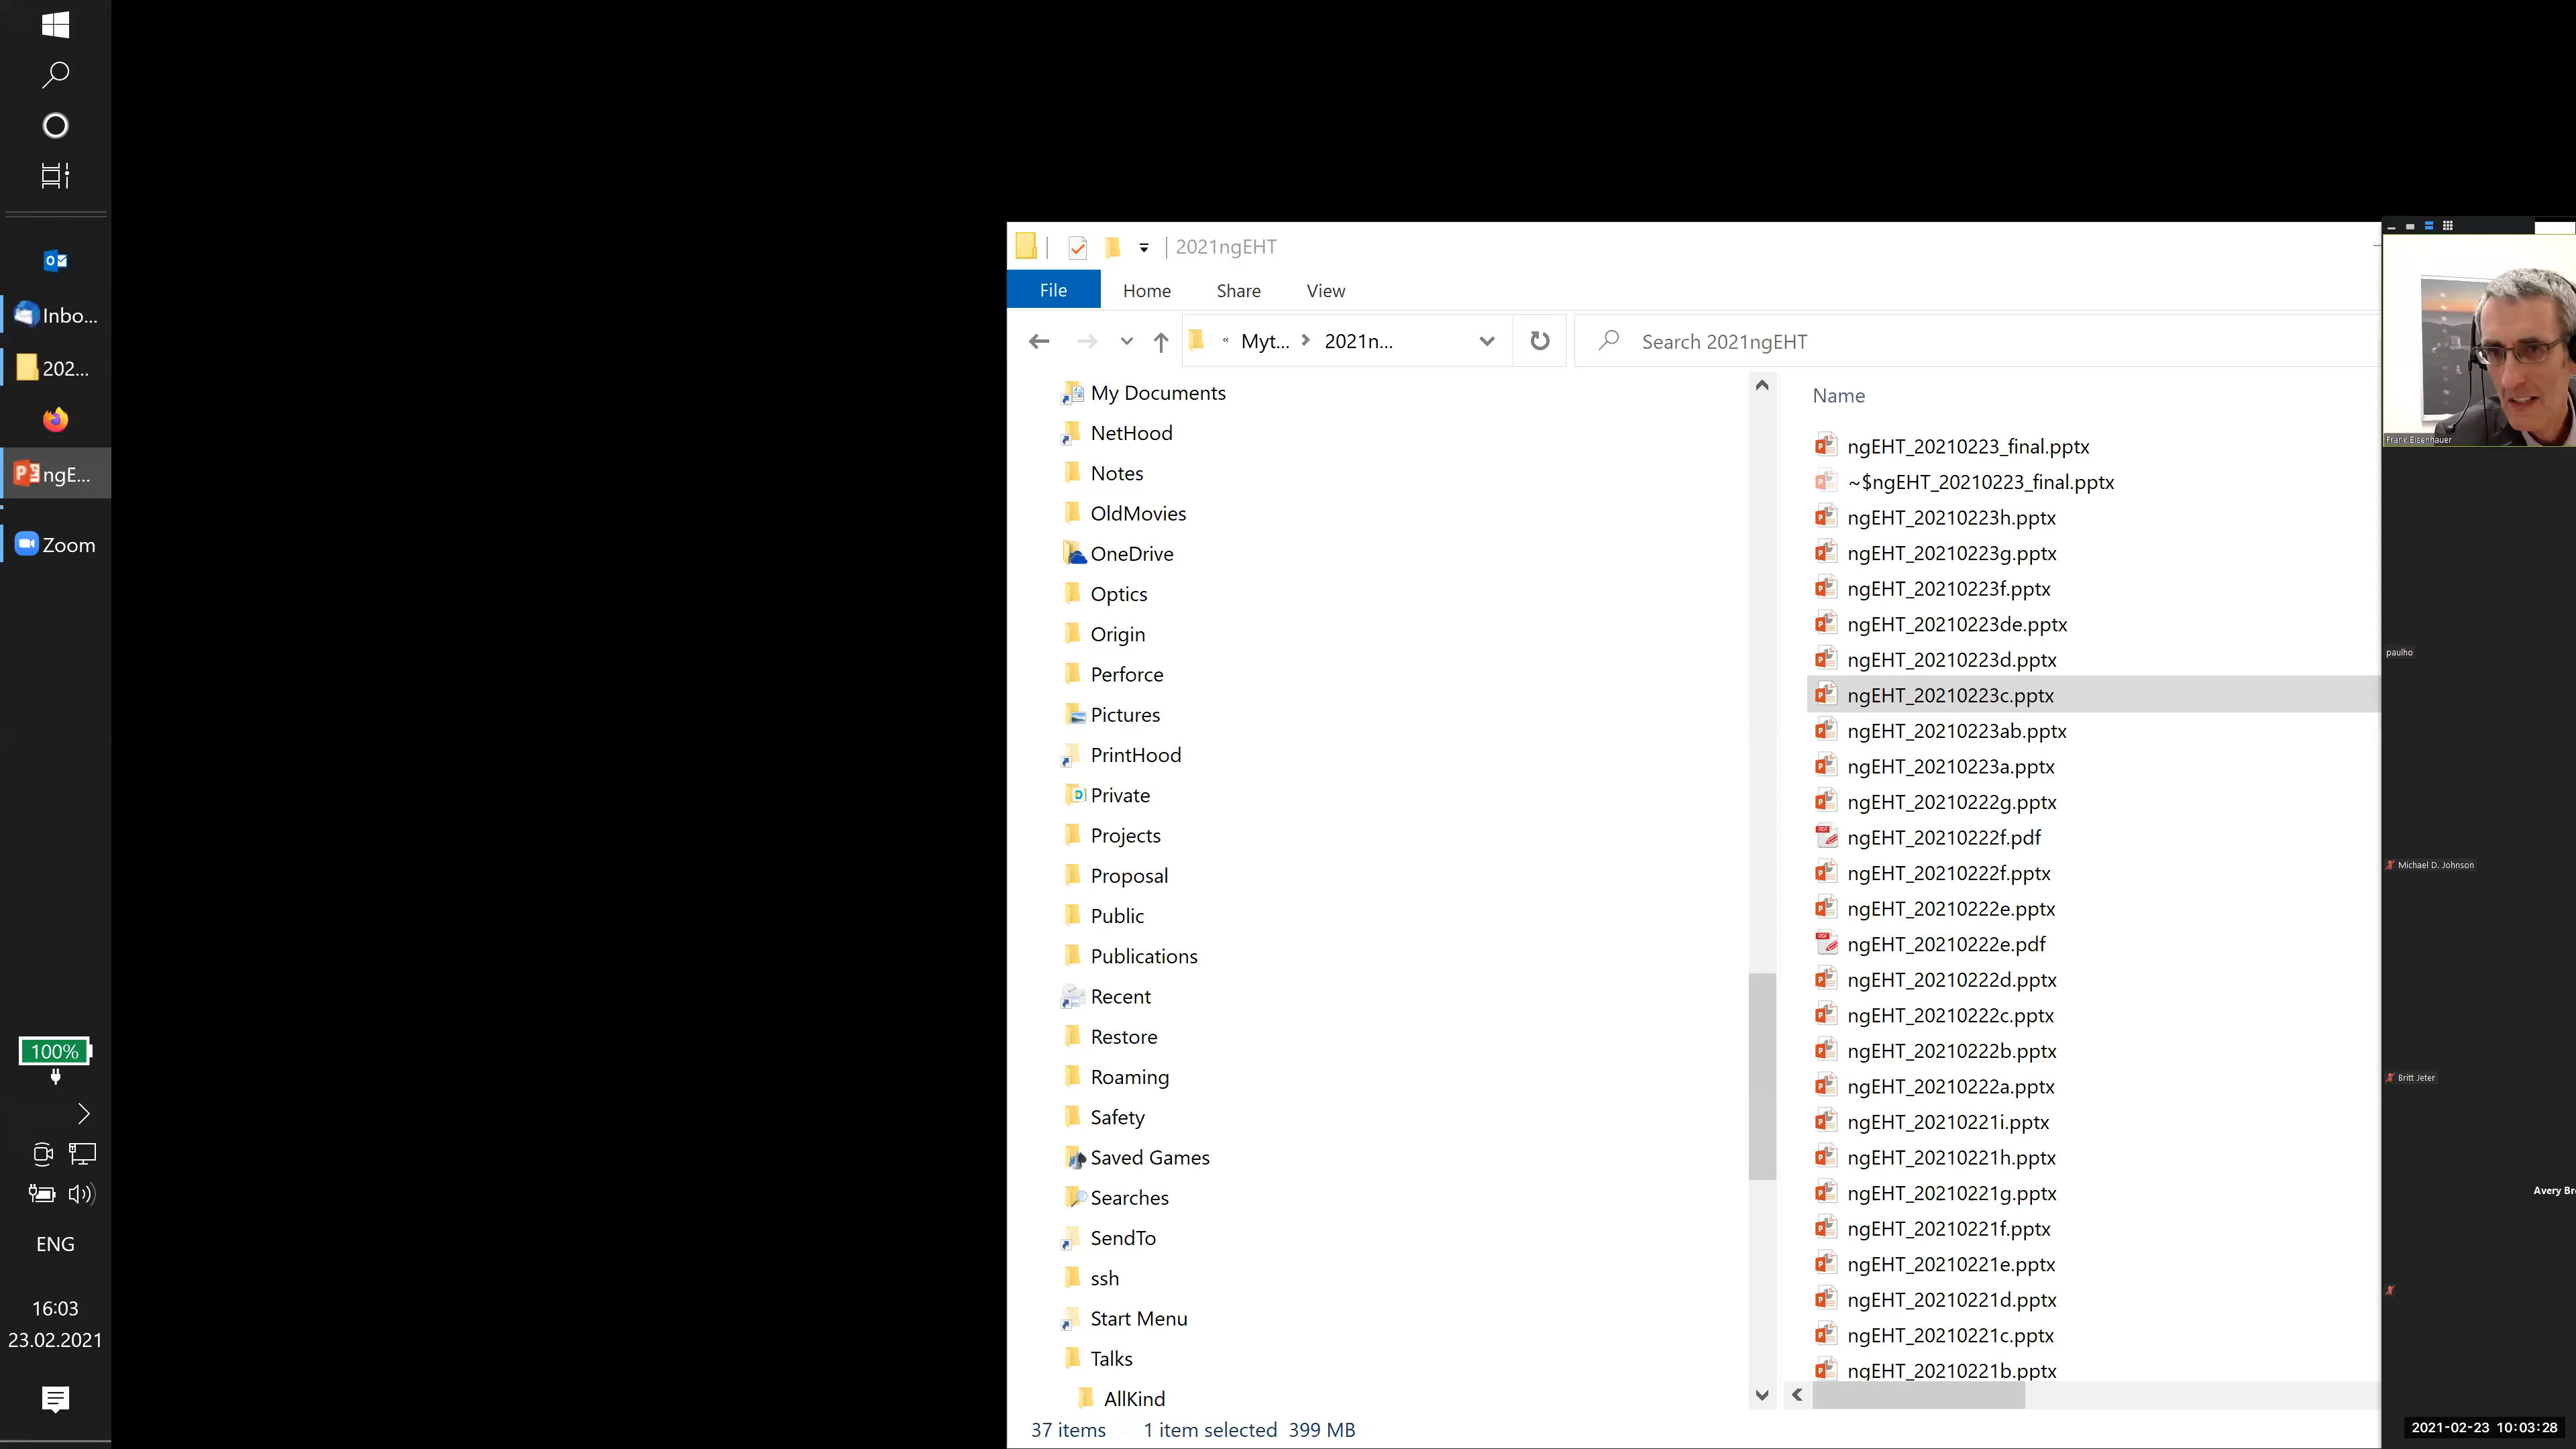 Inbo...
202...
ngE...
Zoom
100%
ENG
16:03
23.02.2021
2021ngEHT
File
Home
Share
View
« Myt... > 2021n...
Search 2021ngEHT
My Documents
NetHood
Notes
OldMovies
OneDrive
Optics
Origin
Perforce
Pictures
PrintHood
Private
Projects
Proposal
Public
Publications
Recent
Restore
Roaming
Safety
Saved Games
Searches
SendTo
ssh
Start Menu
Talks
AllKind
37 items
1 item selected 399 MB
Name
ngEHT_20210223_final.pptx
~$ngEHT_20210223_final.pptx
ngEHT_20210223h.pptx
ngEHT_20210223g.pptx
ngEHT_20210223f.pptx
ngEHT_20210223de.pptx
ngEHT_20210223d.pptx
ngEHT_20210223c.pptx
ngEHT_20210223ab.pptx
ngEHT_20210223a.pptx
ngEHT_20210222g.pptx
ngEHT_20210222f.pdf
ngEHT_20210222f.pptx
ngEHT_20210222e.pptx
ngEHT_20210222e.pdf
ngEHT_20210222d.pptx
ngEHT_20210222c.pptx
ngEHT_20210222b.pptx
ngEHT_20210222a.pptx
ngEHT_20210221i.pptx
ngEHT_20210221h.pptx
ngEHT_20210221g.pptx
ngEHT_20210221f.pptx
ngEHT_20210221e.pptx
ngEHT_20210221d.pptx
ngEHT_20210221c.pptx
ngEHT_20210221b.pptx
Frank Eisenhauer
paulho
Michael D. Johnson
Britt Jeter
Avery Br
2021-02-23 10:03:28